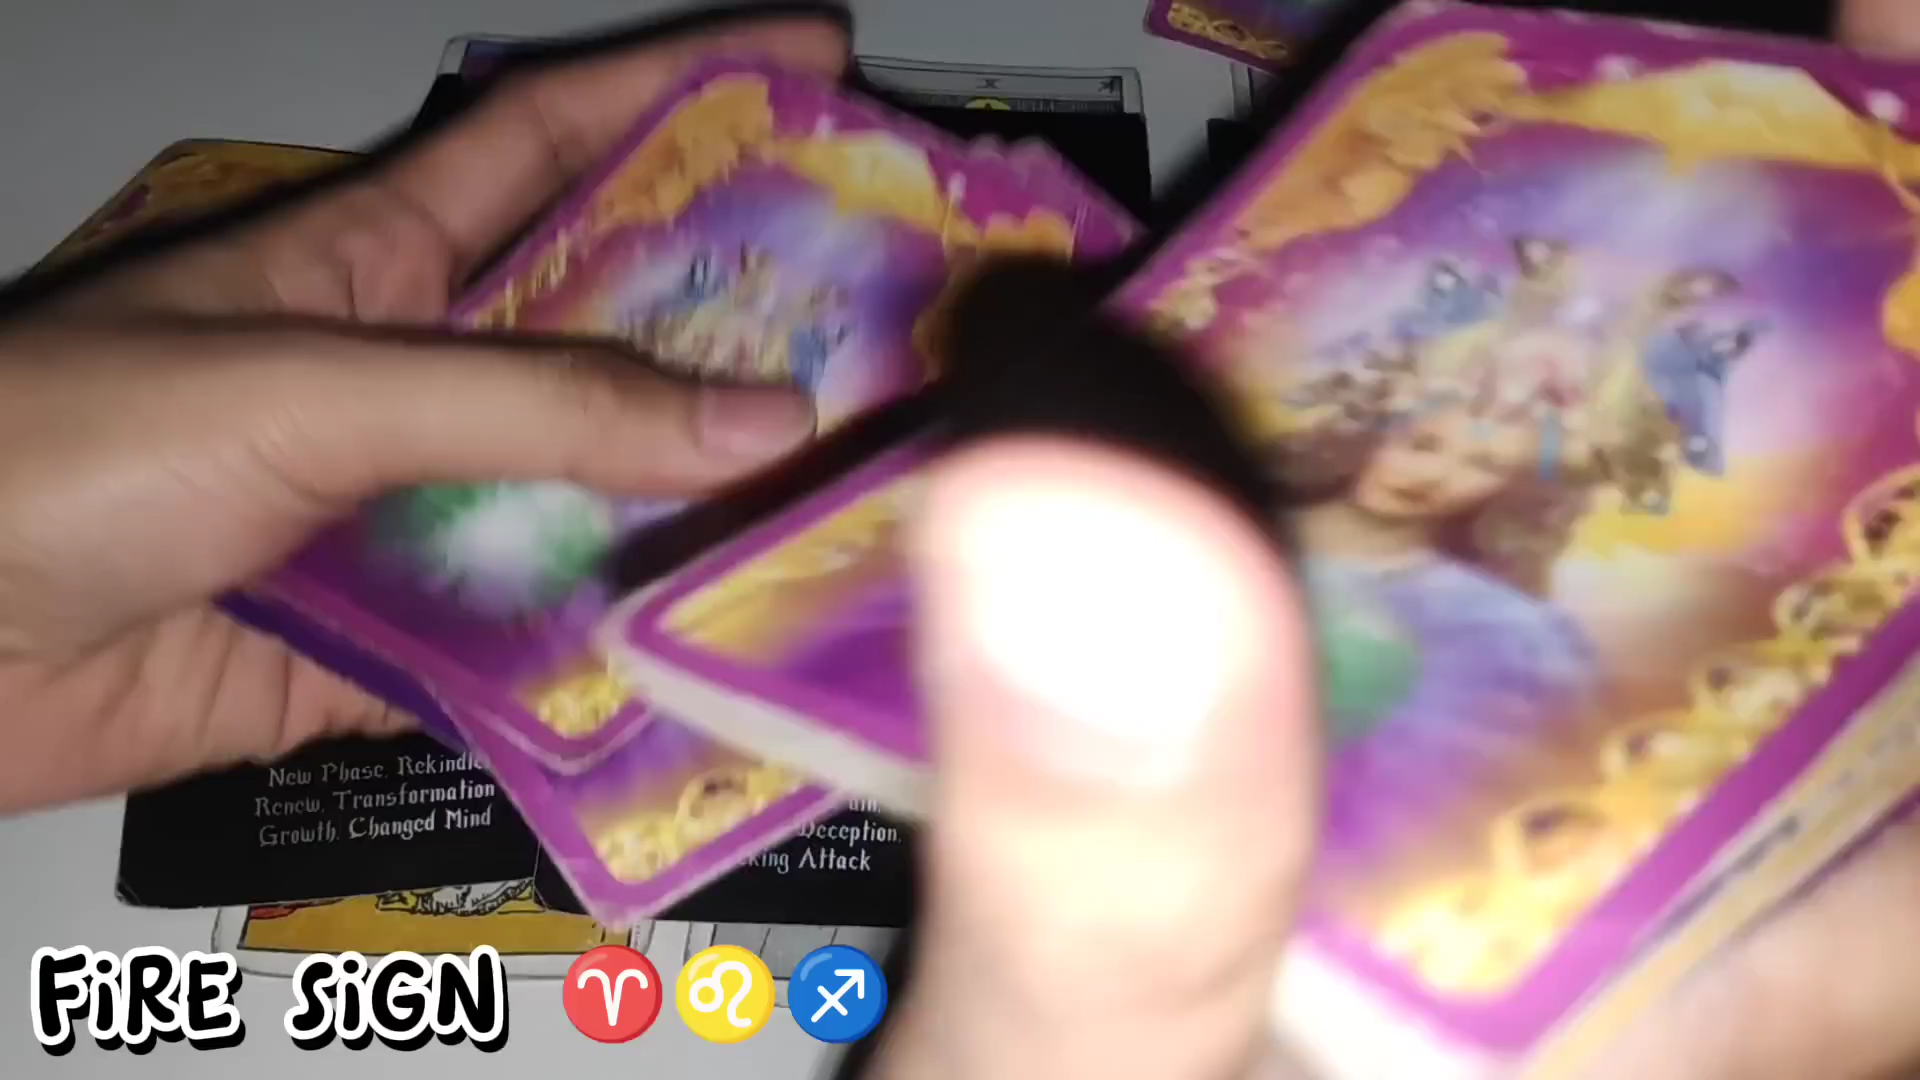 X
New Phase, Rekindle
Renew, Transformation
Growth, Changed Mind
Deception,
Attack
FiRE SiGN ♈♌♐